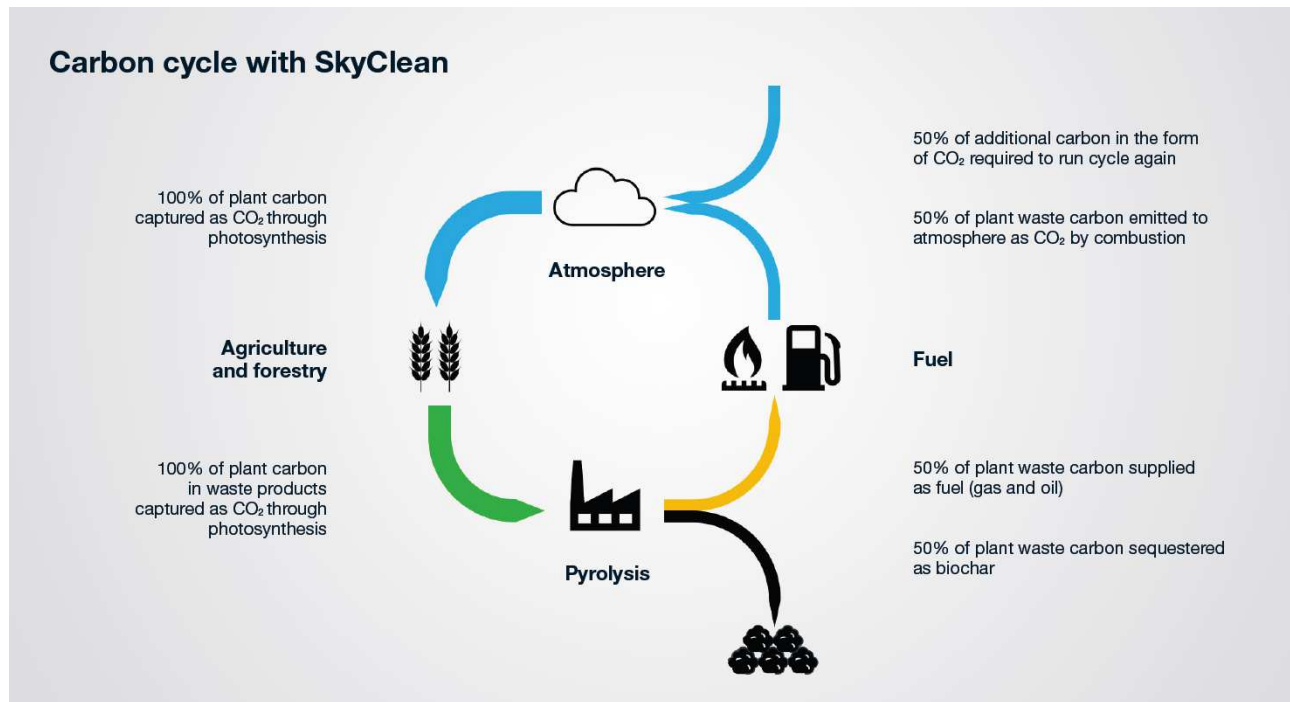 Carbon cycle with SkyClean
50% of additional carbon in the form
of CO₂ required to run cycle again
100% of plant carbon
captured as CO₂ through
photosynthesis
50% of plant waste carbon emitted to
atmosphere as CO₂ by combustion
Atmosphere
Agriculture
and forestry
Fuel
100% of plant carbon
in waste products
captured as CO₂ through
photosynthesis
50% of plant waste carbon supplied
as fuel (gas and oil)
50% of plant waste carbon sequestered
as biochar
Pyrolysis